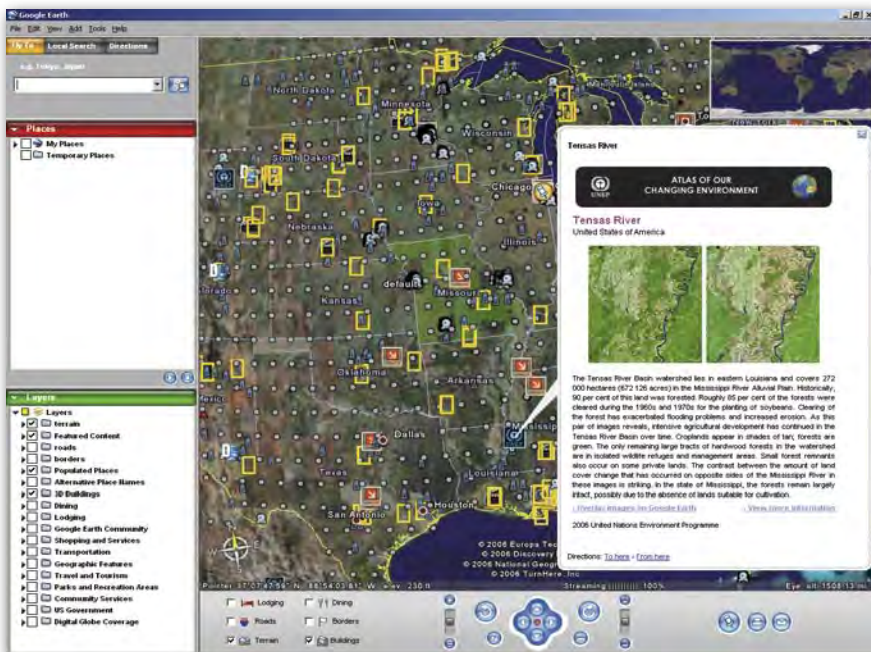 Google Earth
File Edit View Add Tools Help
Fly To Local Search Directions
e.g., Tokyo, Japan
Places
My Places
Temporary Places
Layers
Layers
terrain
Featured Content
roads
borders
Populated Places
Alternative Place Names
3D Buildings
Dining
Lodging
Google Earth Community
Shopping and Services
Transportation
Geographic Features
Travel and Tourism
Parks and Recreation Areas
Community Services
US Government
Digital Globe Coverage
North Dakota
Minnesota
Wisconsin
South Dakota
Chicago
Iowa
Nebraska
Illinois
default
Kansas
Missouri
Oklahoma
Arkansas
Mississippi
Dallas
Texas
Louisiana
Houston
San Antonio
© 2006 Europa Tec
© 2006 Discovery
© 2006 National Geogra
© 2006 TurnHere, Inc
Streaming 100%
Tensas River
UNEP
ATLAS OF OUR
CHANGING ENVIRONMENT
Tensas River
United States of America
The Tensas River Basin watershed lies in eastern Louisiana and covers 272
000 hectares (672 126 acres) in the Mississippi River Alluvial Plain. Historically,
90 per cent of this land was forested. Roughly 85 per cent of the forests were
cleared during the 1960s and 1970s for the planting of soybeans. Clearing of
the forest has exacerbated flooding problems and increased erosion. As this
pair of images reveals, intensive agricultural development has continued in the
Tensas River Basin over time. Croplands appear in shades of tan; forests are
green. The only remaining large tracts of hardwood forests in the watershed
are in isolated wildlife refuges and management areas. Small forest remnants
also occur on some private lands. The contrast between the amount of land
cover change that has occurred on opposite sides of the Mississippi River in
these images is striking. In the state of Mississippi, the forests remain largely
intact, possibly due to the absence of lands suitable for cultivation.
Overlay images on Google Earth
View more information
2006 United Nations Environment Programme
Directions: To here - From here
Lodging Dining
Roads Borders
Terrain Buildings